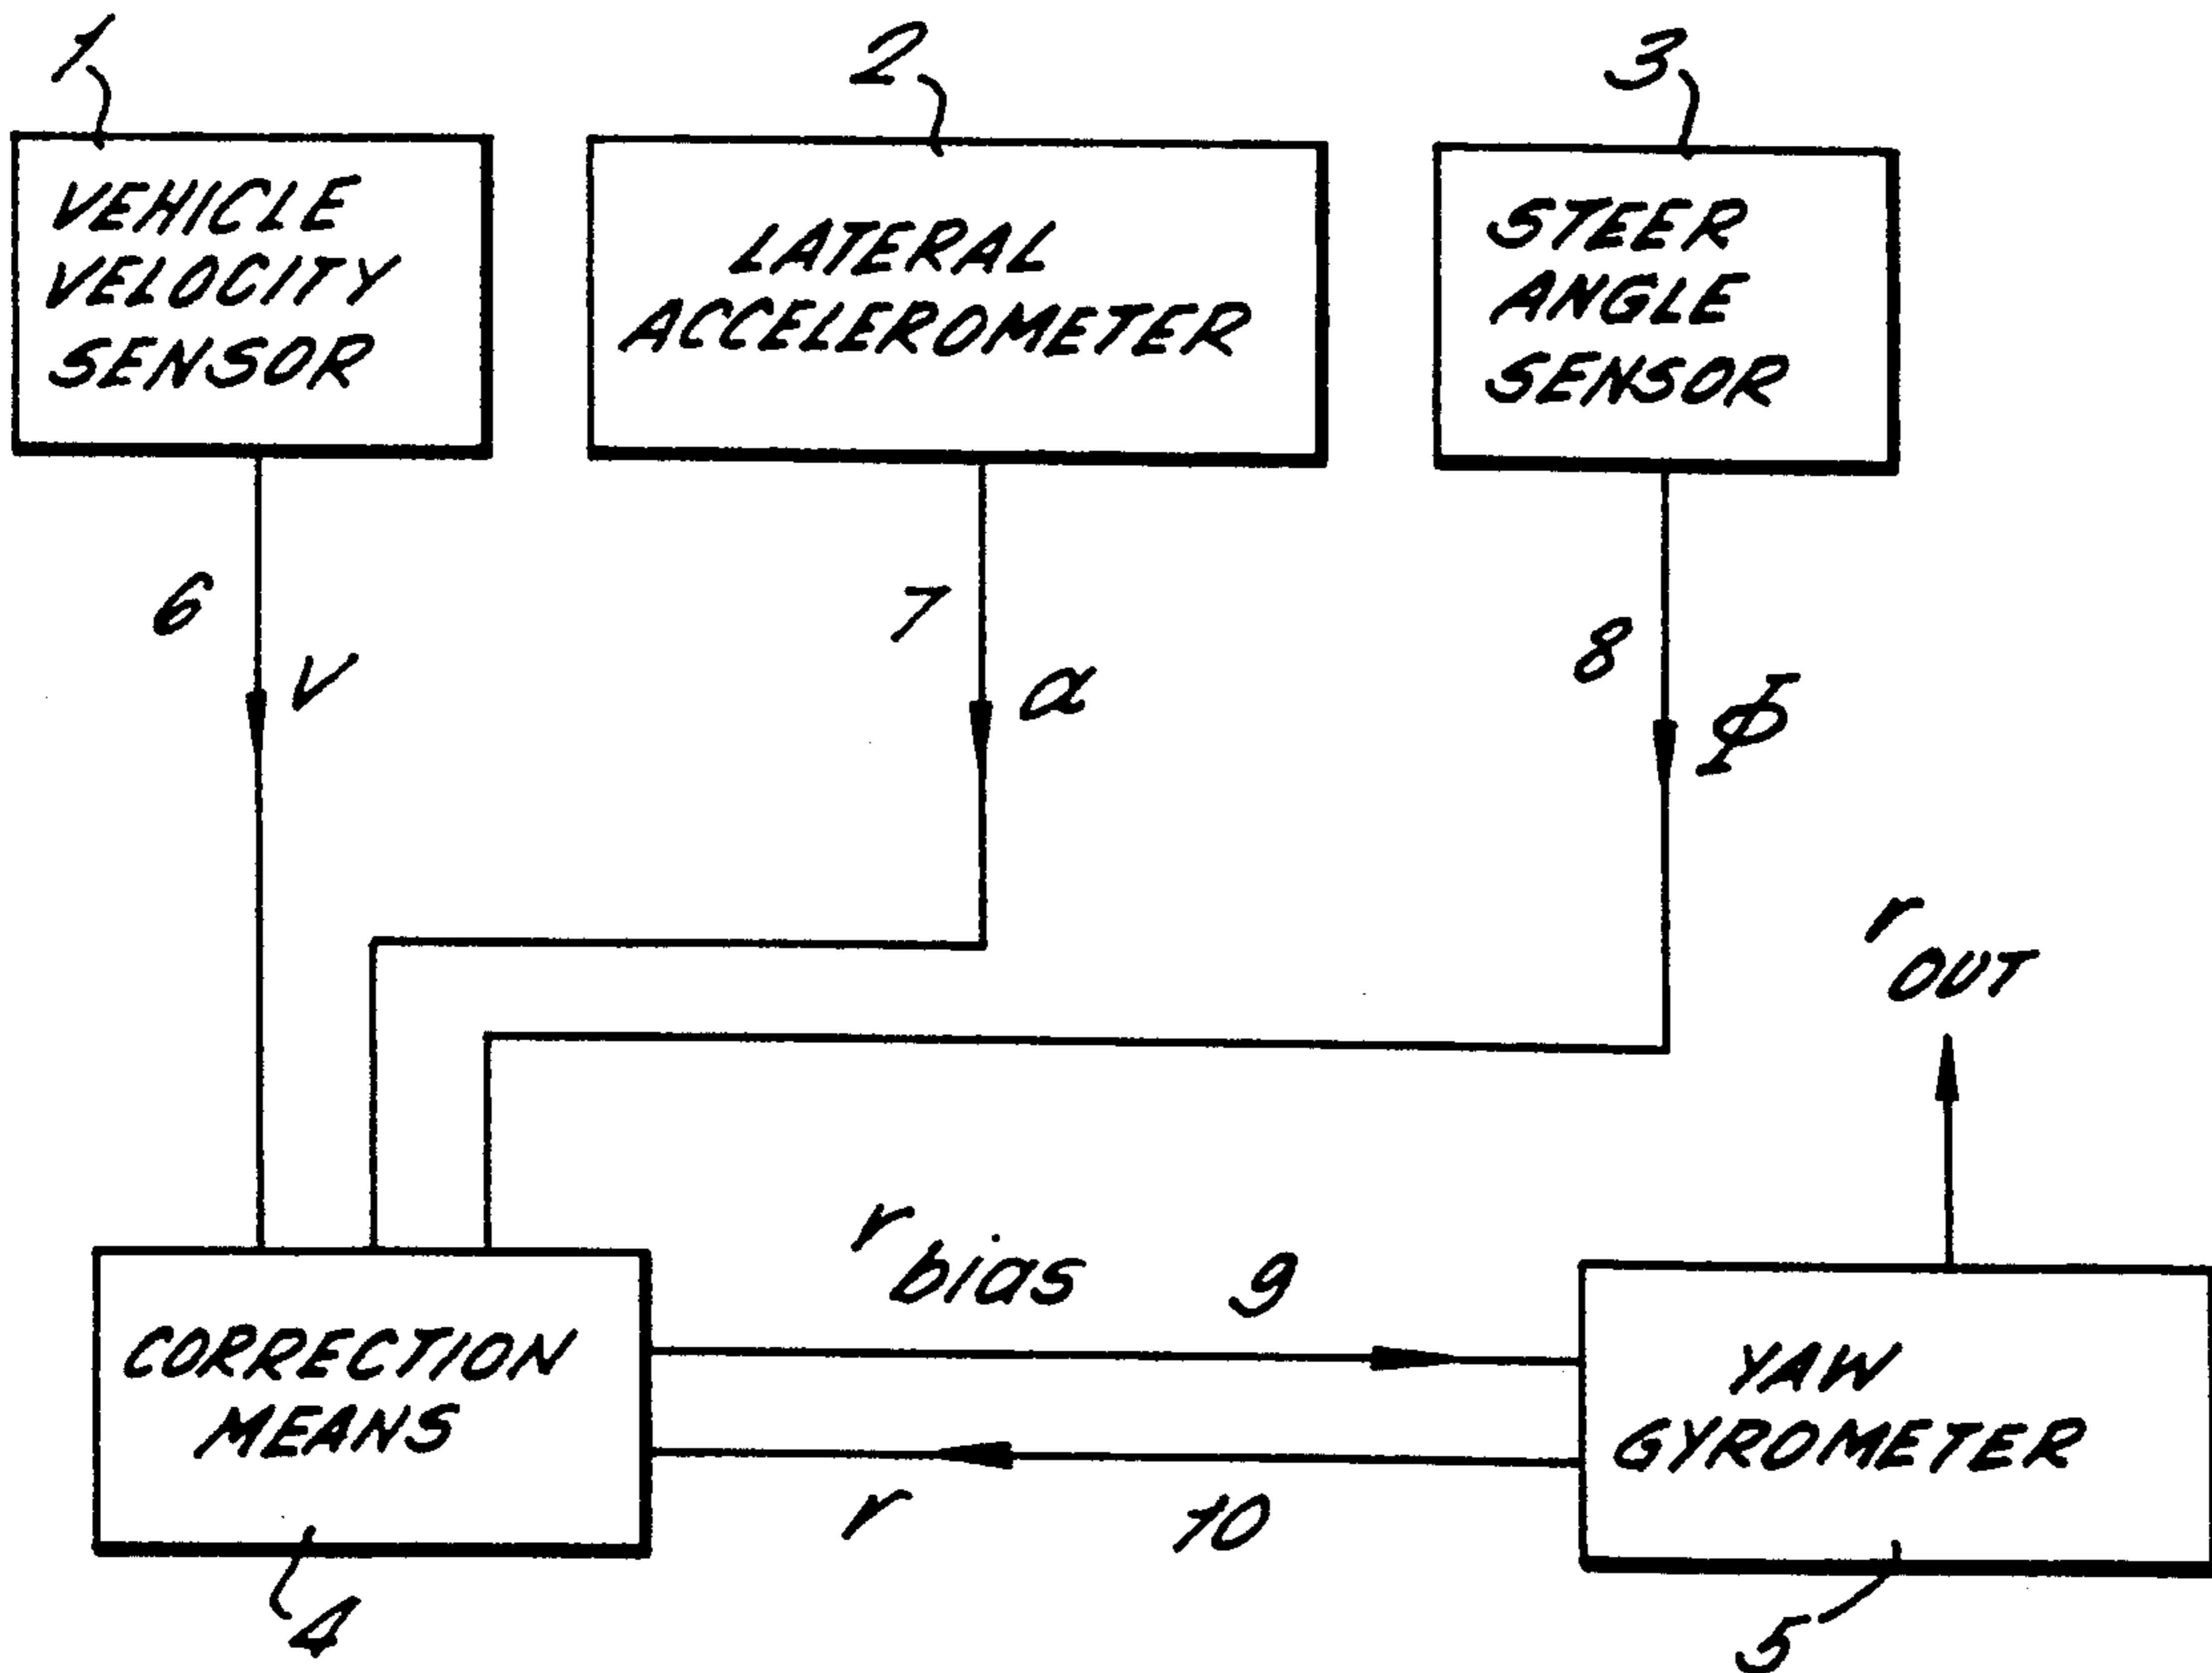 1
2
3
VEHICLE
VELOCITY
SENSOR
LATERAL
ACCELEROMETER
STEER
ANGLE
SENSOR
6
V
7
α
8
Φ
r OUT
r bias 9
CORRECTION
MEANS
YAW
GYROMETER
r 10
4
5